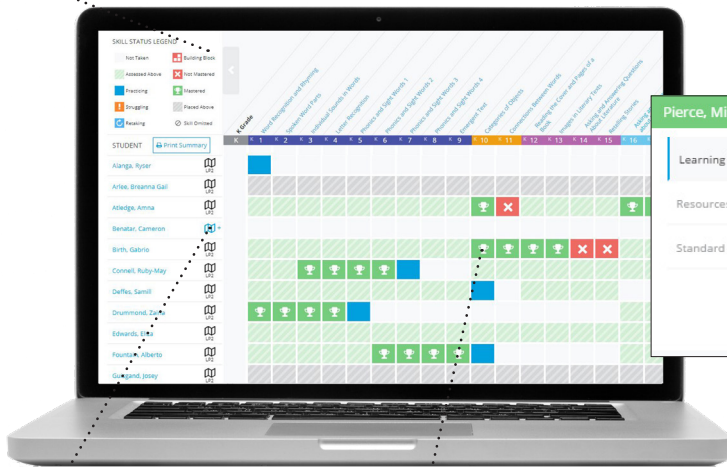 SKILL STATUS LEGEND
Not Taken
Building Block
Assessed Above
Not Mastered
Practicing
Mastered
Struggling
Placed Above
Retaking
Skill Omitted
K Grade
Word Recognition and Rhyming
Spoken Word Parts
Individual Sounds in Words
Letter Recognition
Phonics and Sight Words 1
Phonics and Sight Words 2
Phonics and Sight Words 3
Phonics and Sight Words 4
Emergent Text
Categories of Objects
Connections Between Words
Reading the Cover and Pages of a Book
Images in Literary Texts
Asking and Answering Questions About Literature
Retelling Stories
STUDENT
Print Summary
K K 1 K 2 K 3 K 4 K 5 K 6 K 7 K 8 K 9 K 10 K 11 K 12 K 13 K 14 K 15 K 16
Alanga, Ryser
LP2
Arlee, Breanna Gail
LP2
Atledge, Amna
LP2
Benatar, Cameron
Birth, Gabrio
LP2
Connell, Ruby-May
LP2
Deffes, Samill
LP2
Drummond,
LP2
Edwards,
LP2
Fountain, Alberto
LP2
Josey
LP2
Pierce, Mi
Learning
Resources
Standard